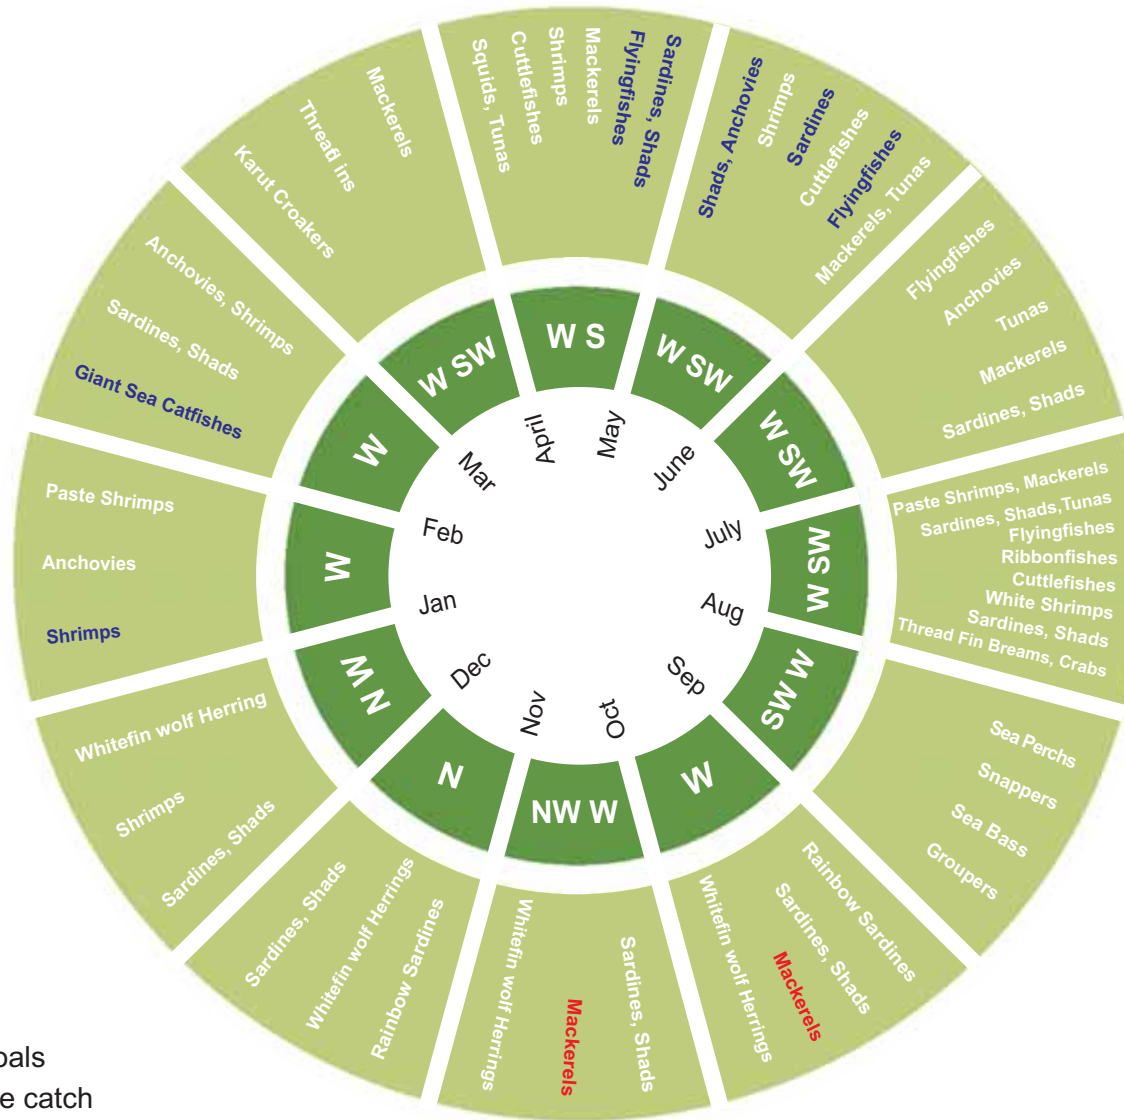 Squids, Tunas
Cuttlefishes
Shrimps
Mackerels
Flyingfishes
Sardines, Shads
Shads, Anchovies
Shrimps
Sardines
Cuttlefishes
Flyingfishes
Mackerels, Tunas
Flyingfishes
Anchovies
Tunas
Mackerels
Sardines, Shads
Paste Shrimps, Mackerels
Sardines, Shads,Tunas
Flyingfishes
Ribbonfishes
Cuttlefishes
White Shrimps
Sardines, Shads
Thread Fin Breams, Crabs
Sea Perchs
Snappers
Sea Bass
Groupers
Rainbow Sardines
Sardines, Shads
Mackerels
Whitefin wolf Herrings
Sardines, Shads
Mackerels
Whitefin wolf Herrings
Rainbow Sardines
Whitefin wolf Herrings
Sardines, Shads
Whitefin wolf Herring
Shrimps
Sardines, Shads
Paste Shrimps
Anchovies
Shrimps
Anchovies, Shrimps
Sardines, Shads
Giant Sea Catfishes
Karut Croakers
Threafl ins
Mackerels
W S
W SW
W SW
W SW
SW W
W
NW W
N
N W
W
W
W SW
April
May
June
July
Aug
Sep
Oct
Nov
Dec
Jan
Feb
Mar
oals
e catch